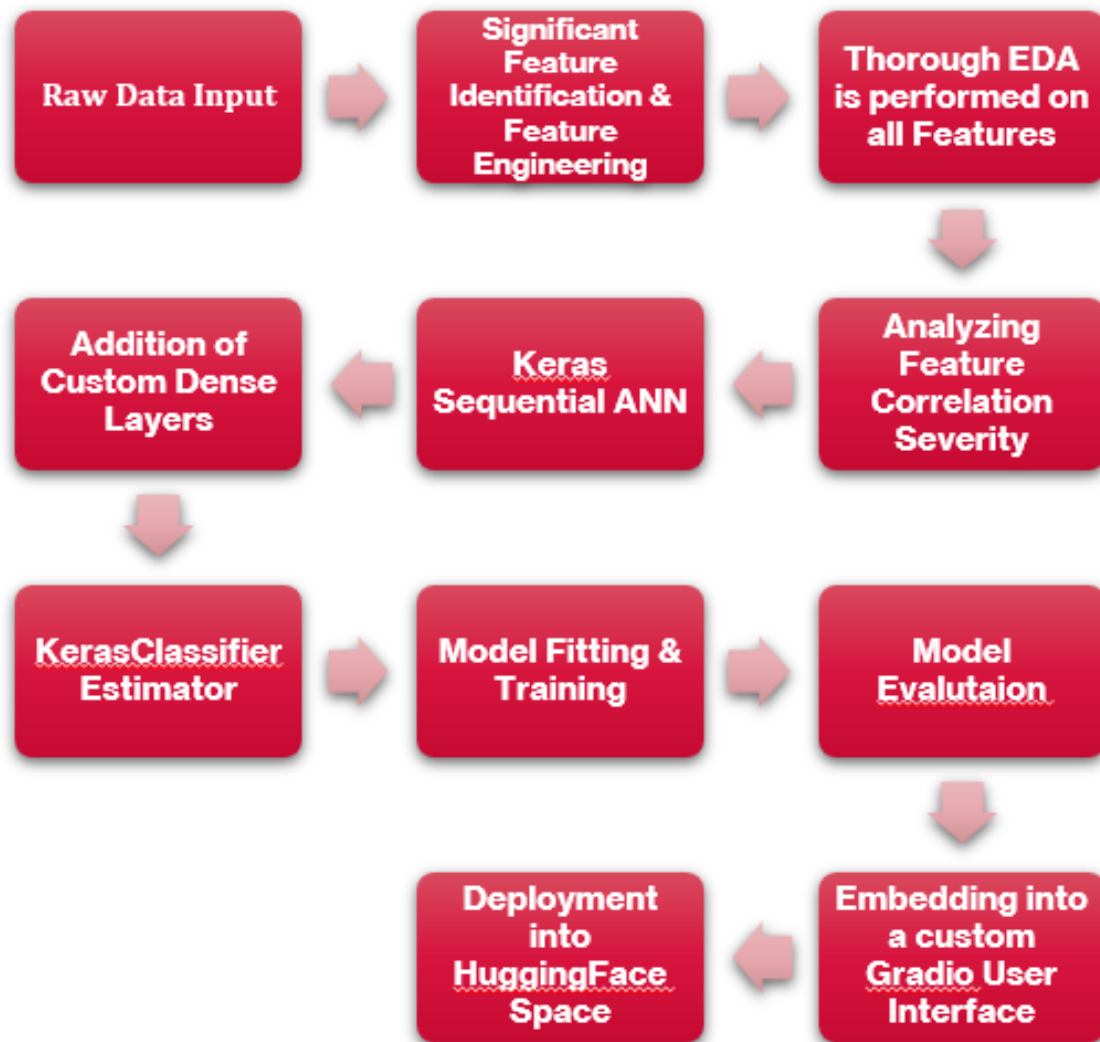 Raw Data Input
Significant
Feature
Identification &
Feature
Engineering
Thorough EDA
is performed on
all Features
Analyzing
Feature
Correlation
Severity
Keras
Sequential ANN
Addition of
Custom Dense
Layers
KerasClassifier
Estimator
Model Fitting &
Training
Model
Evalutaion
Embedding into
a custom
Gradio User
Interface
Deployment
into
HuggingFace
Space